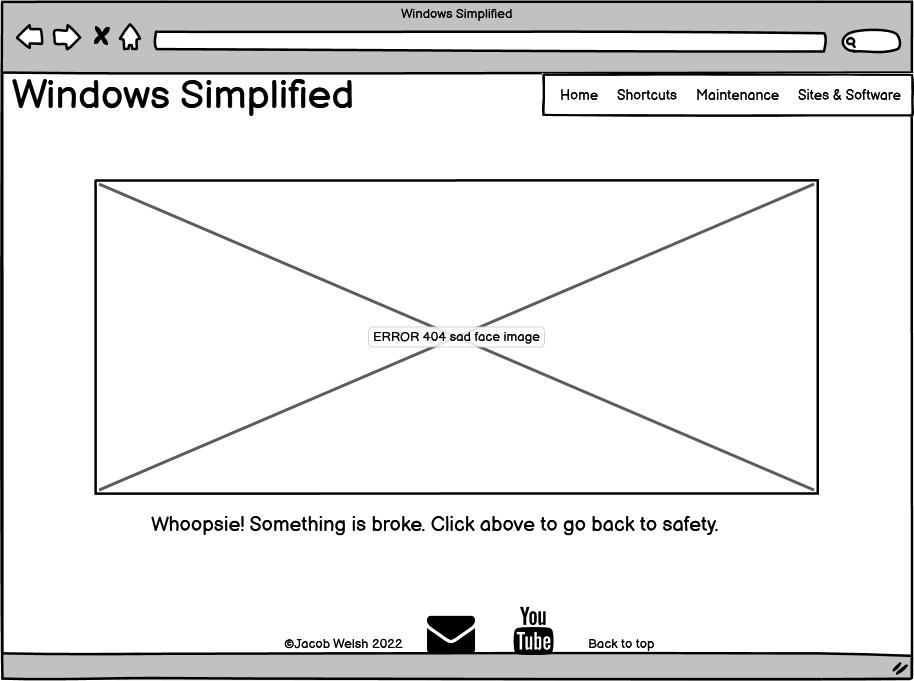 Windows Simplified
Windows Simplified
Home Shortcuts Maintenance Sites & Software
ERROR 404 sad face image
Whoopsie! Something is broke. Click above to go back to safety.
©Jacob Welsh 2022
You
Tube
Back to top